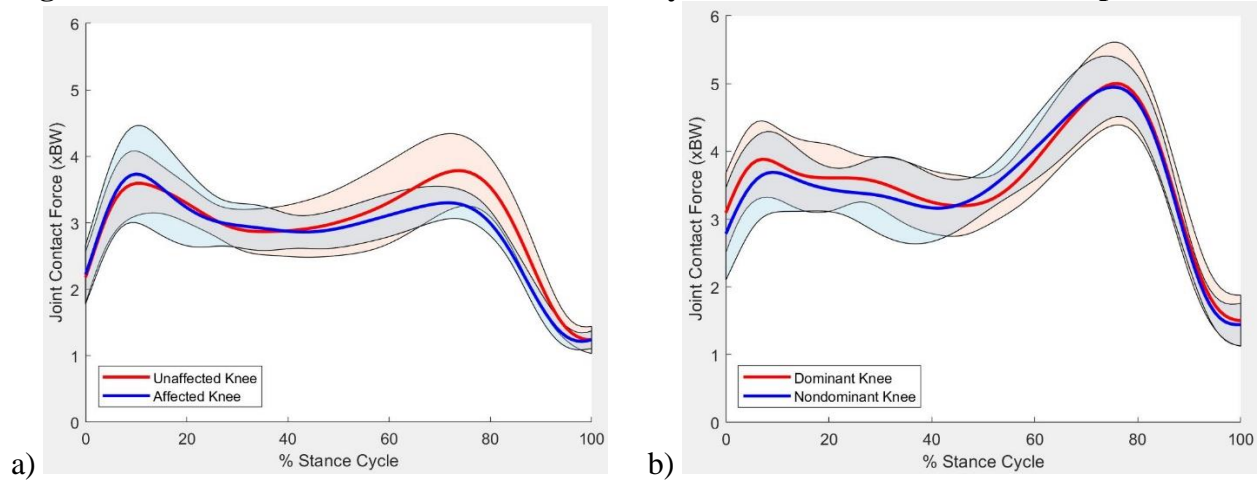 6
5
4
3
2
1
0
0 20 40 60 80 100
Joint Contact Force (xBW)
% Stance Cycle
Unaffected Knee
Affected Knee
a)
6
5
4
3
2
1
0
0 20 40 60 80 100
Joint Contact Force (xBW)
% Stance Cycle
Dominant Knee
Nondominant Knee
b)